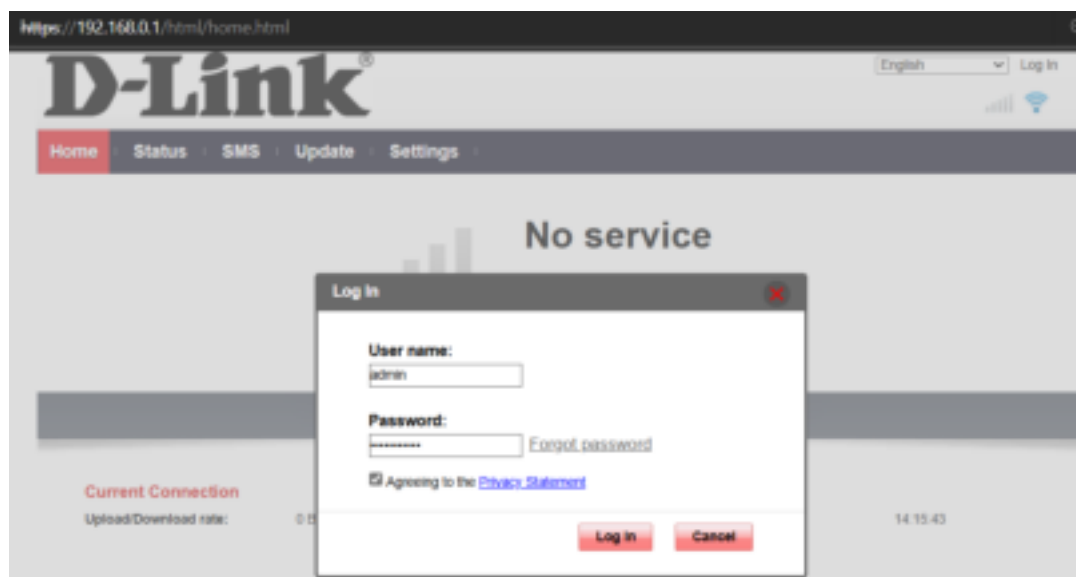 https://192.168.0.1/html/home.html
D-Link®
English Log In
Home Status SMS Update Settings
No service
Log In
User name:
admin
Password:
Forgot password
Agreeing to the Privacy Statement
Log In Cancel
Current Connection
Upload/Download rate: 0 B 14:15:43